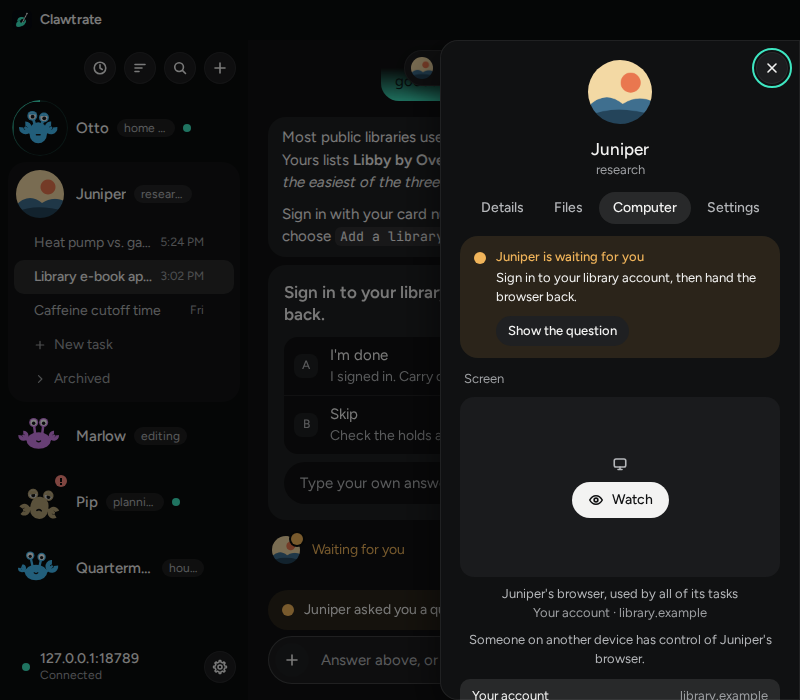 Clawtrate
Otto
home ...
Juniper
resear...
Heat pump vs. ga...
5:24 PM
Library e-book ap...
3:02 PM
Caffeine cutoff time
Fri
New task
Archived
Marlow
editing
Pip
planni...
Quarterm...
hou...
127.0.0.1:18789
Connected
Most public libraries use
Yours lists Libby by Ove
the easiest of the three
Sign in with your card
choose Add a library
Sign in to your librar
back.
A
I'm done
I signed in. Carry
B
Skip
Check the holds a
Type your own answ
Waiting for you
Juniper asked you a qu
Answer above, or
Juniper
research
Details
Files
Computer
Settings
Juniper is waiting for you
Sign in to your library account, then hand the
browser back.
Show the question
Screen
Watch
Juniper's browser, used by all of its tasks
Your account · library.example
Someone on another device has control of Juniper's
browser.
Your account
library.example